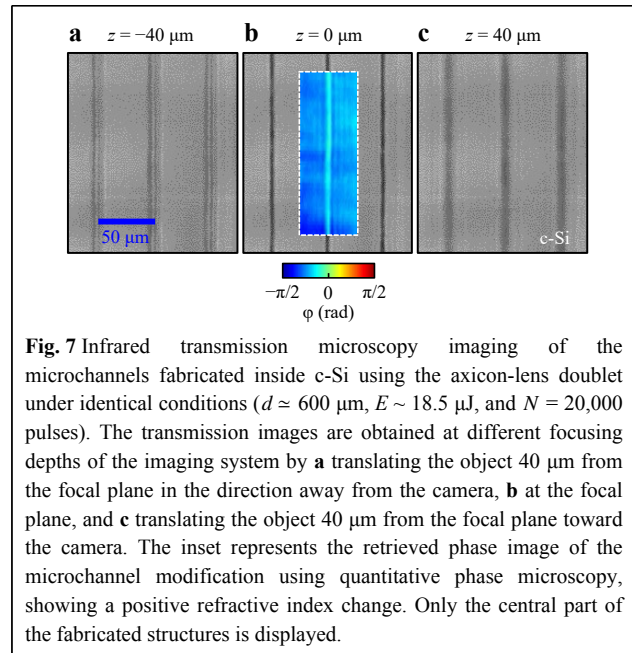 a z = −40 μm b z = 0 μm c z = 40 μm
50 μm
c-Si
−π/2 0 π/2
φ (rad)
Fig. 7 Infrared transmission microscopy imaging of the
microchannels fabricated inside c-Si using the axicon-lens doublet
under identical conditions (d ≃ 600 μm, E ~ 18.5 μJ, and N = 20,000
pulses). The transmission images are obtained at different focusing
depths of the imaging system by a translating the object 40 μm from
the focal plane in the direction away from the camera, b at the focal
plane, and c translating the object 40 μm from the focal plane toward
the camera. The inset represents the retrieved phase image of the
microchannel modification using quantitative phase microscopy,
showing a positive refractive index change. Only the central part of
the fabricated structures is displayed.